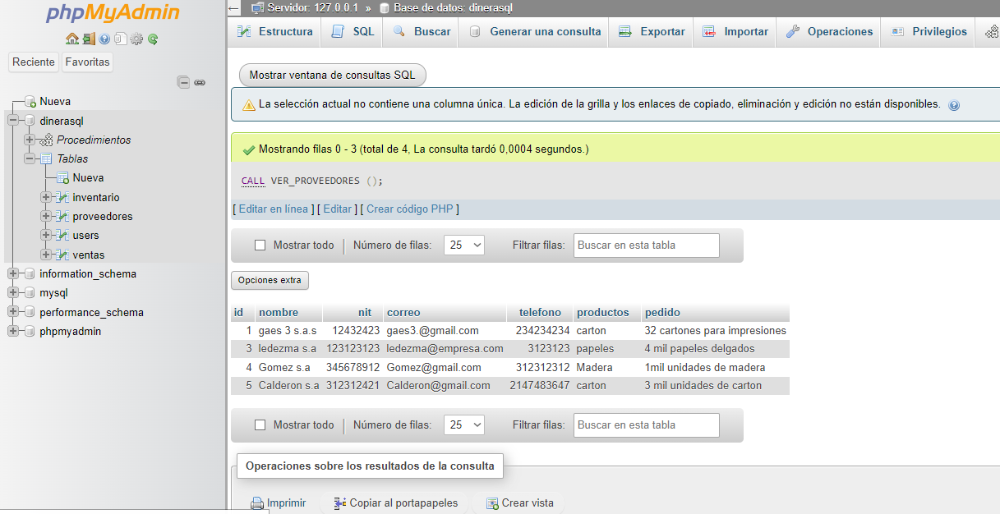 phpMyAdmin
Reciente Favoritas
Nueva
dinerasql
Procedimientos
Tablas
Nueva
inventario
proveedores
users
ventas
information_schema
mysql
performance_schema
phpmyadmin
Servidor: 127.0.0.1 » Base de datos: dinerasql
Estructura SQL Buscar Generar una consulta Exportar Importar Operaciones Privilegios
Mostrar ventana de consultas SQL
La selección actual no contiene una columna única. La edición de la grilla y los enlaces de copiado, eliminación y edición no están disponibles.
Mostrando filas 0 - 3 (total de 4, La consulta tardó 0,0004 segundos.)
CALL VER_PROVEEDORES ();
[ Editar en línea ] [ Editar ] [ Crear código PHP ]
Mostrar todo | Número de filas: 25 Filtrar filas: Buscar en esta tabla
Opciones extra
id nombre nit correo telefono productos pedido
1 gaes 3 s.a.s 12432423 gaes3.@gmail.com 234234234 carton 32 cartones para impresiones
3 ledezma s.a 123123123 ledezma@empresa.com 3123123 papeles 4 mil papeles delgados
4 Gomez s.a 345678912 Gomez@gmail.com 312312312 Madera 1mil unidades de madera
5 Calderon s.a 312312421 Calderon@gmail.com 2147483647 carton 3 mil unidades de carton
Mostrar todo | Número de filas: 25 Filtrar filas: Buscar en esta tabla
Operaciones sobre los resultados de la consulta
Imprimir Copiar al portapapeles Crear vista